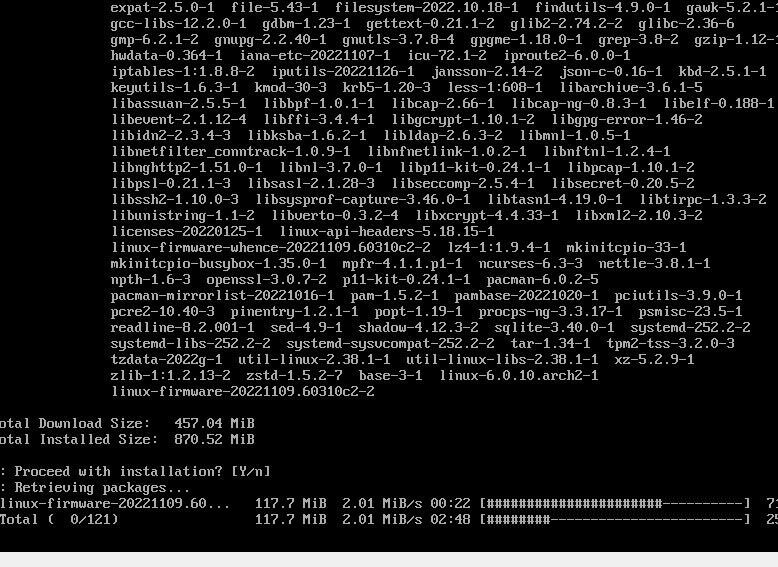 expat-2.5.0-1 file-5.43-1 filesystem-2022.10.18-1 findutils-4.9.0-1 gawk-5.2.1-
gcc-libs-12.2.0-1 gdbm-1.23-1 gettext-0.21.1-2 glib2-2.74.2-2 glibc-2.36-6
gmp-6.2.1-2 gnupg-2.2.40-1 gnutls-3.7.8-4 gpgme-1.18.0-1 grep-3.8-2 gzip-1.12-1
hwdata-0.364-1 iana-etc-20221107-1 icu-72.1-2 iproute2-6.0.0-1
iptables-1:1.8.8-2 iputils-20221126-1 jansson-2.14-2 json-c-0.16-1 kbd-2.5.1-1
keyutils-1.6.3-1 kmod-30-3 krb5-1.20-3 less-1:608-1 libarchive-3.6.1-5
libassuan-2.5.5-1 libbpf-1.0.1-1 libcap-2.66-1 libcap-ng-0.8.3-1 libelf-0.188-1
libevent-2.1.12-4 libffi-3.4.4-1 libgcrypt-1.10.1-2 libgpg-error-1.46-2
libidn2-2.3.4-3 libksba-1.6.2-1 libldap-2.6.3-2 libmnl-1.0.5-1
libnetfilter_conntrack-1.0.9-1 libnfnetlink-1.0.2-1 libnftnl-1.2.4-1
libnghttp2-1.51.0-1 libnl-3.7.0-1 libp11-kit-0.24.1-1 libpcap-1.10.1-2
libpsl-0.21.1-3 libsasl-2.1.28-3 libseccomp-2.5.4-1 libsecret-0.20.5-2
libssh2-1.10.0-3 libsysprof-capture-3.46.0-1 libtasn1-4.19.0-1 libtirpc-1.3.3-2
libunistring-1.1-2 libverto-0.3.2-4 libxcrypt-4.4.33-1 libxml2-2.10.3-2
licenses-20220125-1 linux-api-headers-5.18.15-1
linux-firmware-whence-20221109.60310c2-2 lz4-1:1.9.4-1 mkinitcpio-33-1
mkinitcpio-busybox-1.35.0-1 mpfr-4.1.1.p1-1 ncurses-6.3-3 nettle-3.8.1-1
npth-1.6-3 openssl-3.0.7-2 p11-kit-0.24.1-1 pacman-6.0.2-5
pacman-mirrorlist-20221016-1 pam-1.5.2-1 pambase-20221020-1 pciutils-3.9.0-1
pcre2-10.40-3 pinentry-1.2.1-1 popt-1.19-1 procps-ng-3.3.17-1 psmisc-23.5-1
readline-8.2.001-1 sed-4.9-1 shadow-4.12.3-2 sqlite-3.40.0-1 systemd-252.2-2
systemd-libs-252.2-2 systemd-sysvcompat-252.2-2 tar-1.34-1 tpm2-tss-3.2.0-3
tzdata-2022g-1 util-linux-2.38.1-1 util-linux-libs-2.38.1-1 xz-5.2.9-1
zlib-1:1.2.13-2 zstd-1.5.2-7 base-3-1 linux-6.0.10.arch2-1
linux-firmware-20221109.60310c2-2
otal Download Size: 457.04 MiB
otal Installed Size: 870.52 MiB
: Proceed with installation? [Y/n]
: Retrieving packages...
linux-firmware-20221109.60... 117.7 MiB 2.01 MiB/s 00:22 [######################----------] 71
Total ( 0/121) 117.7 MiB 2.01 MiB/s 02:48 [########------------------------] 25